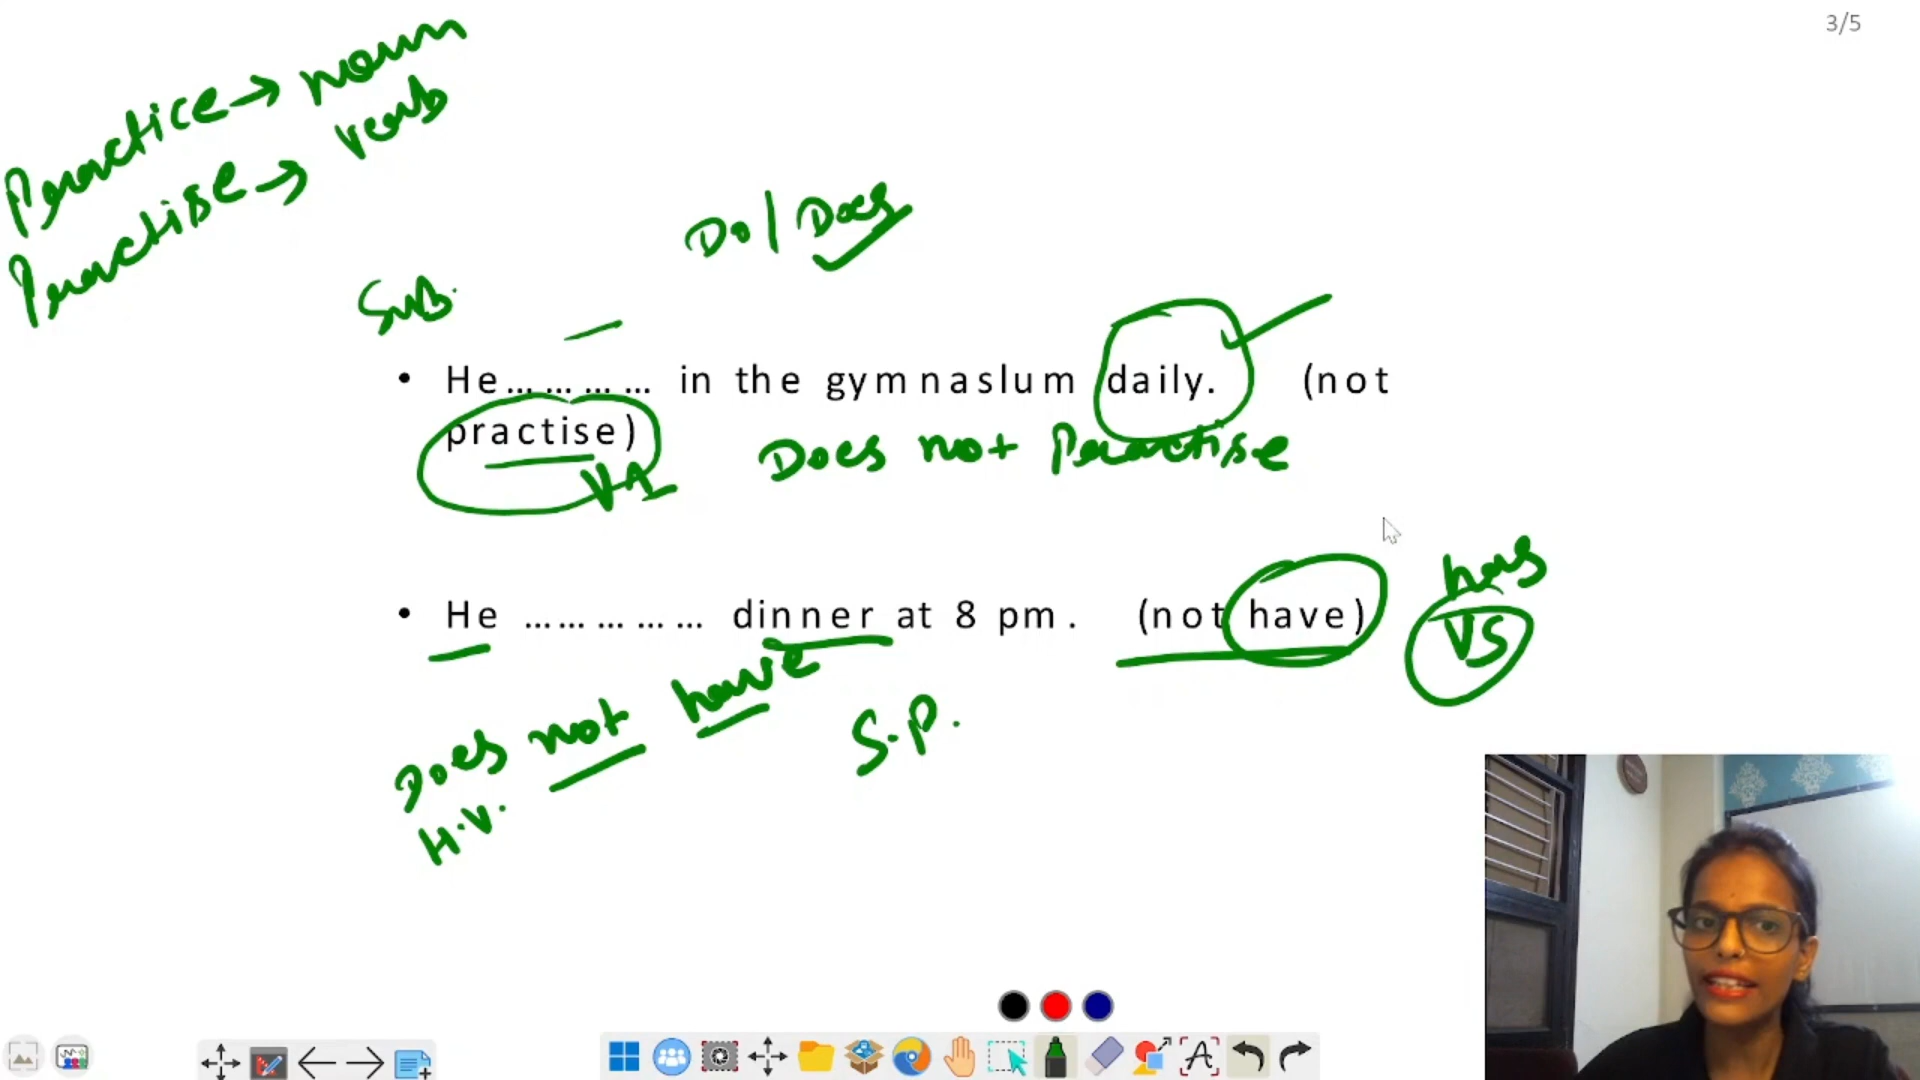 3/5
Practice → noun
Practise → verb
Do / Does
Sub.
• He………… in the gymnaslum daily. (not
practise)
V1
Does not Practise
has
• He …………… dinner at 8 pm. (not have)
V5
Does not have
H.V.
S.P.